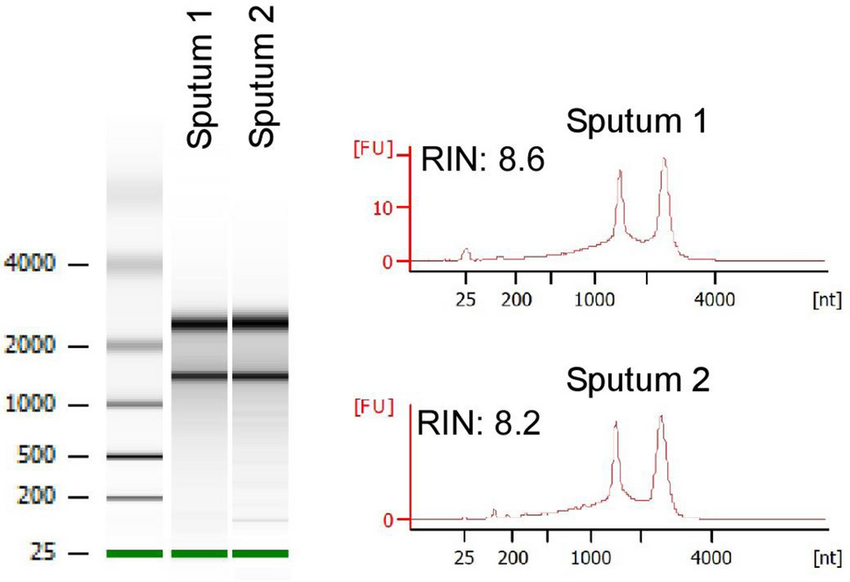 Sputum 1
Sputum 2
4000
2000
1000
500
200
25
Sputum 1
[FU]
RIN: 8.6
10
0
25 200 1000 4000 [nt]
Sputum 2
[FU]
RIN: 8.2
0
25 200 1000 4000 [nt]